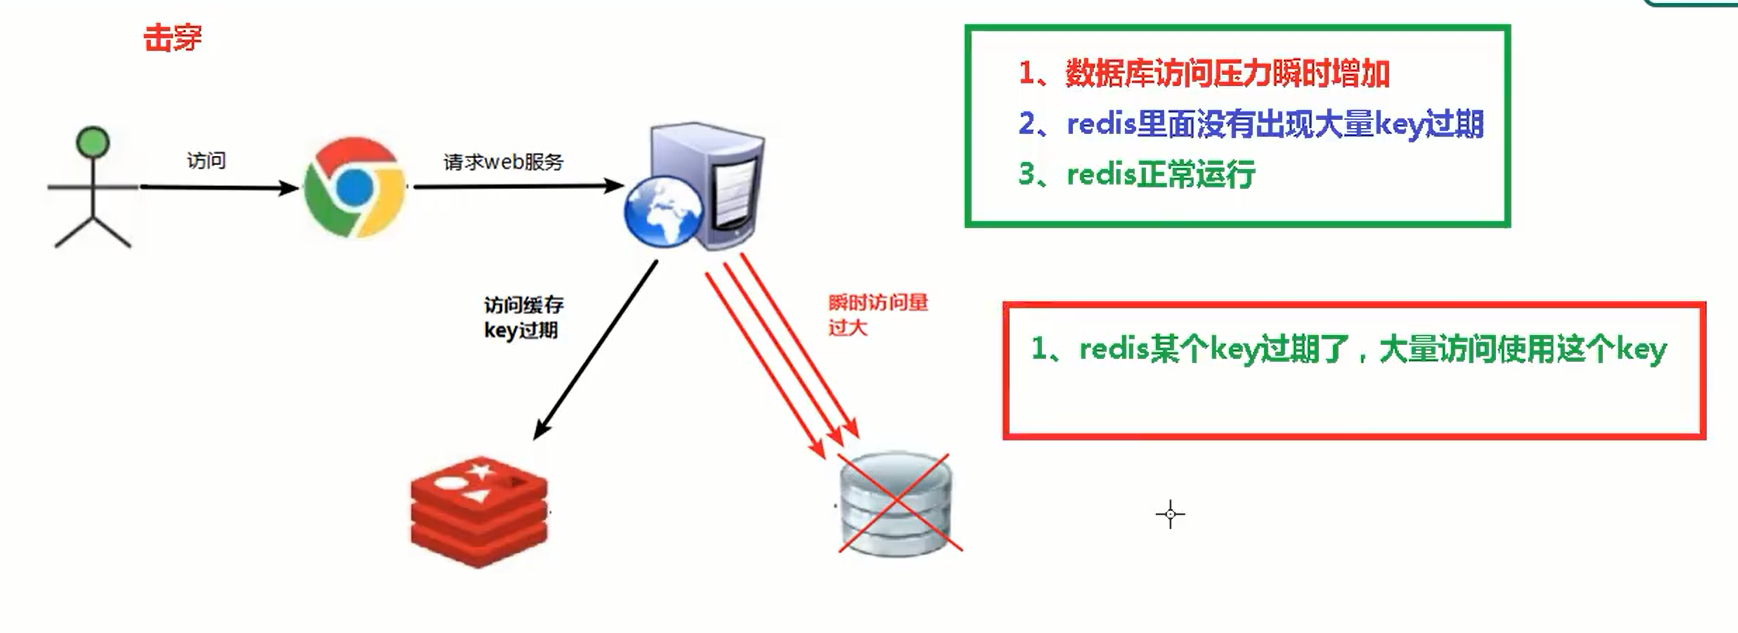 击穿
访问
请求web服务
访问缓存
key过期
瞬时访问量
过大
1、数据库访问压力瞬时增加
2、redis里面没有出现大量key过期
3、redis正常运行
1、redis某个key过期了，大量访问使用这个key